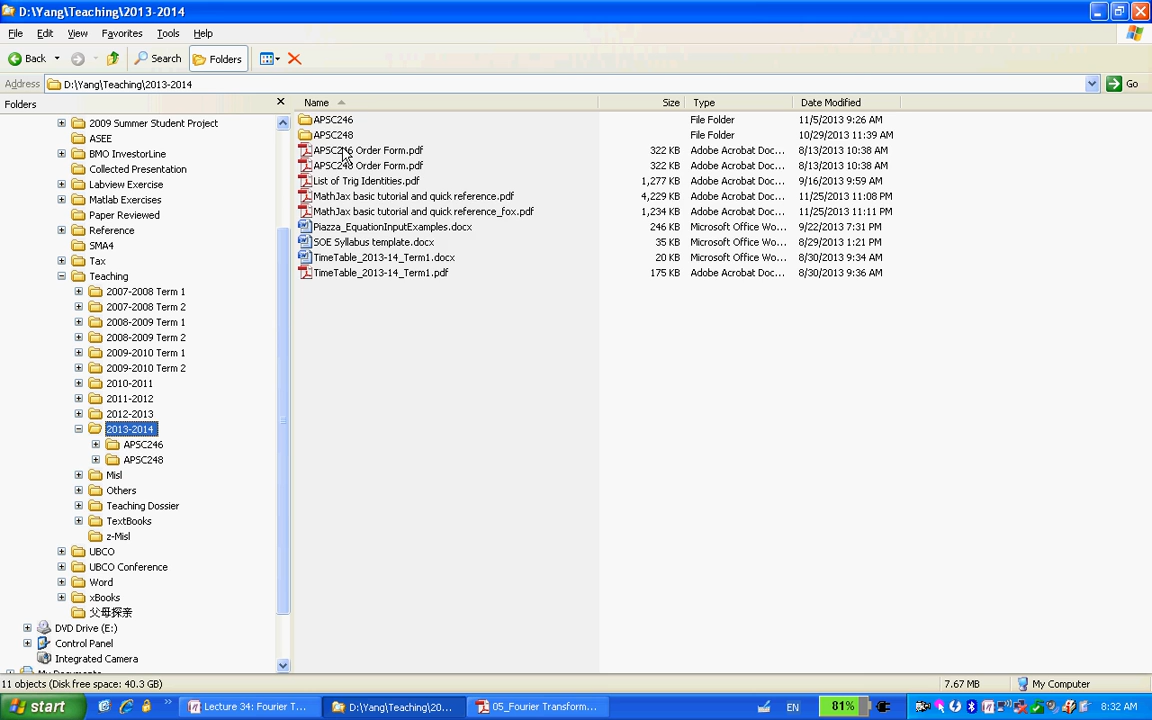 D:\Yang\Teaching\2013-2014
File Edit View Favorites Tools Help
Back Search Folders
Address D:\Yang\Teaching\2013-2014 Go
Folders
2009 Summer Student Project
ASEE
BMO InvestorLine
Collected Presentation
Labview Exercise
Matlab Exercises
Paper Reviewed
Reference
SMA4
Tax
Teaching
2007-2008 Term 1
2007-2008 Term 2
2008-2009 Term 1
2008-2009 Term 2
2009-2010 Term 1
2009-2010 Term 2
2010-2011
2011-2012
2012-2013
2013-2014
APSC246
APSC248
Misl
Others
Teaching Dossier
TextBooks
z-Misl
UBCO
UBCO Conference
Word
xBooks
父母探亲
DVD Drive (E:)
Control Panel
Integrated Camera
Name Size Type Date Modified
APSC246 File Folder 11/5/2013 9:26 AM
APSC248 File Folder 10/29/2013 11:39 AM
APSC246 Order Form.pdf 322 KB Adobe Acrobat Doc... 8/13/2013 10:38 AM
APSC248 Order Form.pdf 322 KB Adobe Acrobat Doc... 8/13/2013 10:38 AM
List of Trig Identities.pdf 1,277 KB Adobe Acrobat Doc... 9/16/2013 9:59 AM
MathJax basic tutorial and quick reference.pdf 4,229 KB Adobe Acrobat Doc... 11/25/2013 11:08 PM
MathJax basic tutorial and quick reference_fox.pdf 1,234 KB Adobe Acrobat Doc... 11/25/2013 11:11 PM
Piazza_EquationInputExamples.docx 246 KB Microsoft Office Wo... 9/22/2013 7:31 PM
SOE Syllabus template.docx 35 KB Microsoft Office Wo... 8/29/2013 1:21 PM
TimeTable_2013-14_Term1.docx 20 KB Microsoft Office Wo... 8/30/2013 9:34 AM
TimeTable_2013-14_Term1.pdf 175 KB Adobe Acrobat Doc... 8/30/2013 9:36 AM
11 objects (Disk free space: 40.3 GB) 7.67 MB My Computer
start Lecture 34: Fourier T... D:\Yang\Teaching\20... 05_Fourier Transform... EN 81% 8:32 AM